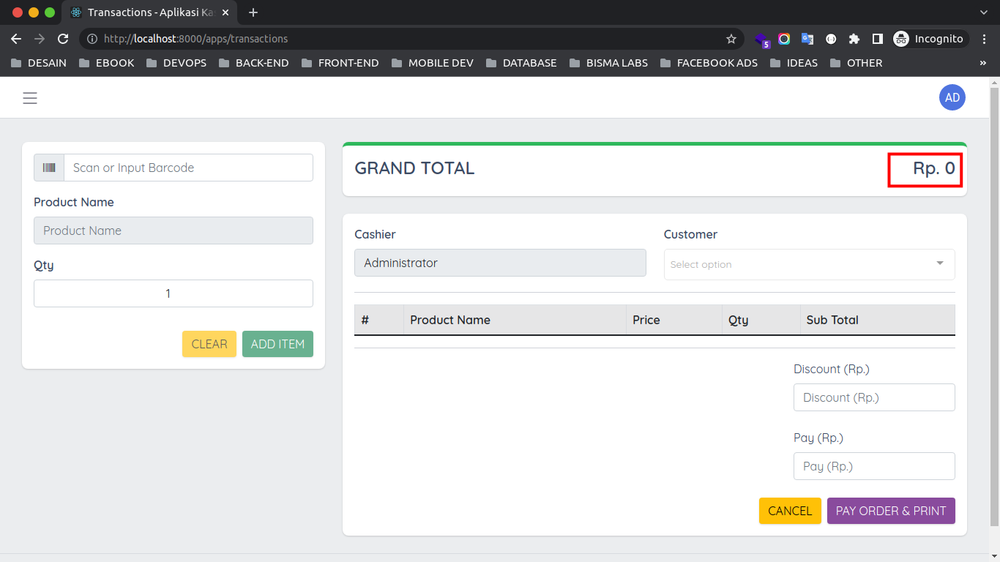 Transactions - Aplikasi Ka
http://localhost:8000/apps/transactions
5
Incognito
DESAIN EBOOK DEVOPS BACK-END FRONT-END MOBILE DEV DATABASE BISMA LABS FACEBOOK ADS IDEAS OTHER »
AD
Scan or Input Barcode
Product Name
Product Name
Qty
1
CLEAR ADD ITEM
GRAND TOTAL Rp. 0
Cashier Customer
Administrator Select option
# Product Name Price Qty Sub Total
Discount (Rp.)
Discount (Rp.)
Pay (Rp.)
Pay (Rp.)
CANCEL PAY ORDER & PRINT